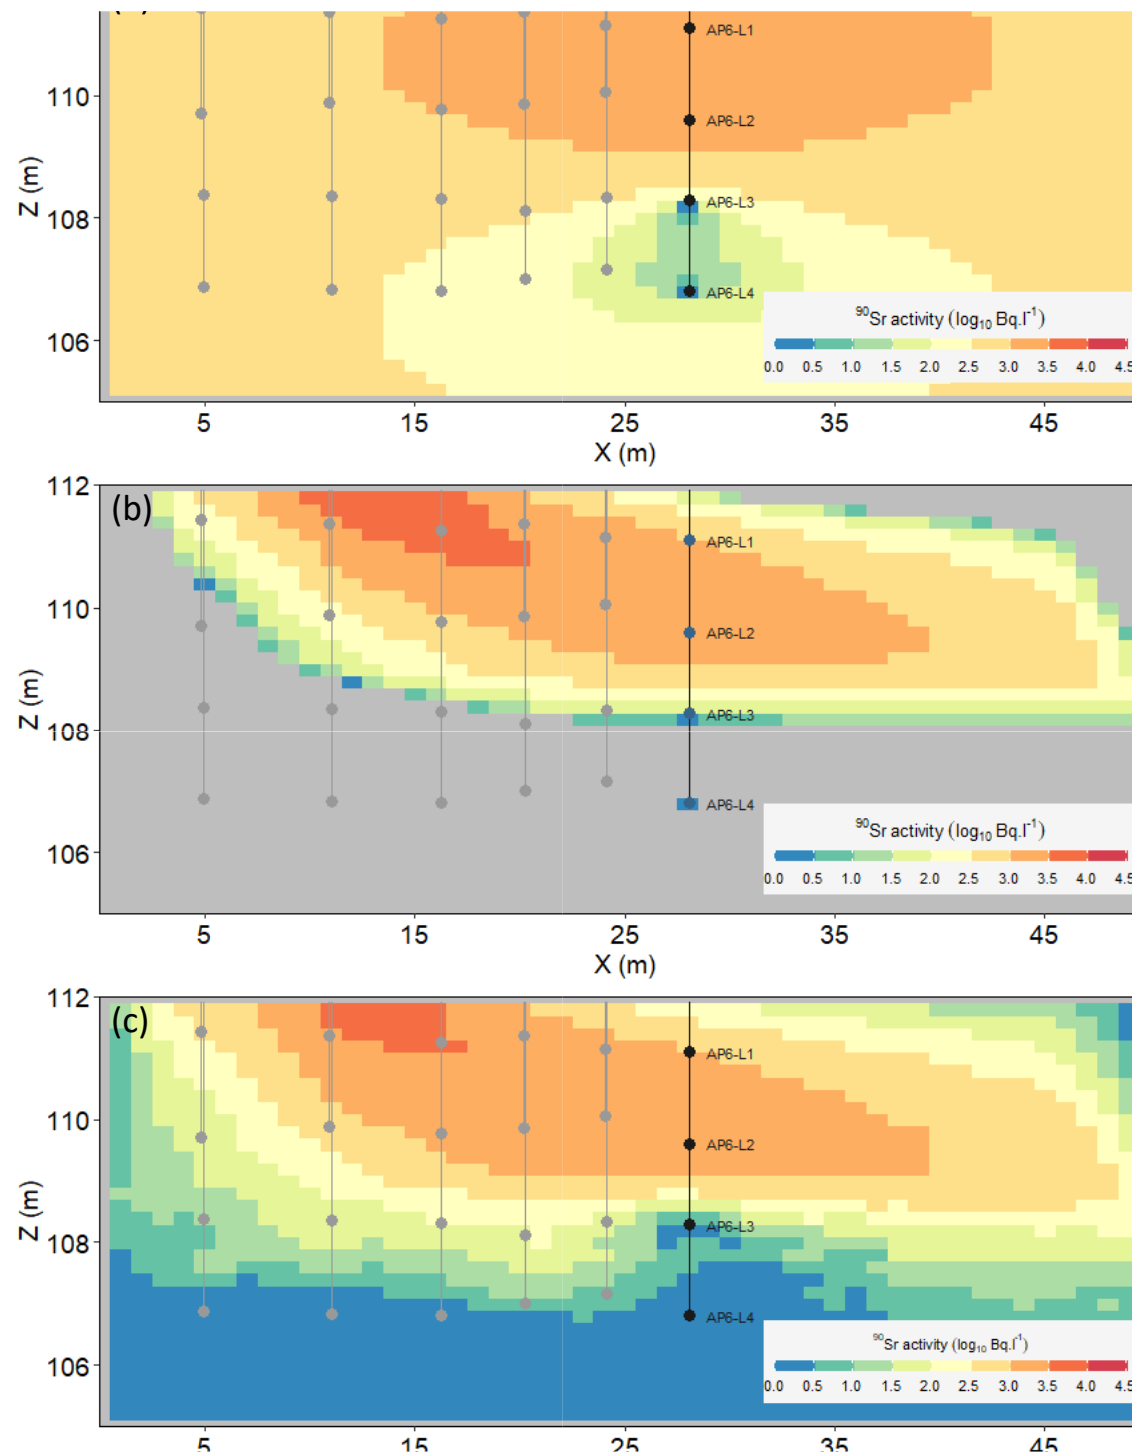 AP6-L1
110
AP6-L2
Z (m)
108
AP6-L3
AP6-L4
⁹⁰Sr activity (log₁₀ Bq.l⁻¹)
106
0.0 0.5 1.0 1.5 2.0 2.5 3.0 3.5 4.0 4.5
5 15 25 35 45
X (m)
112
(b)
AP6-L1
110
AP6-L2
Z (m)
AP6-L3
108
AP6-L4
⁹⁰Sr activity (log₁₀ Bq.l⁻¹)
106
0.0 0.5 1.0 1.5 2.0 2.5 3.0 3.5 4.0 4.5
5 15 25 35 45
X (m)
112
(c)
AP6-L1
110
AP6-L2
Z (m)
AP6-L3
108
AP6-L4
⁹⁰Sr activity (log₁₀ Bq.l⁻¹)
106
0.0 0.5 1.0 1.5 2.0 2.5 3.0 3.5 4.0 4.5
5 15 25 35 45